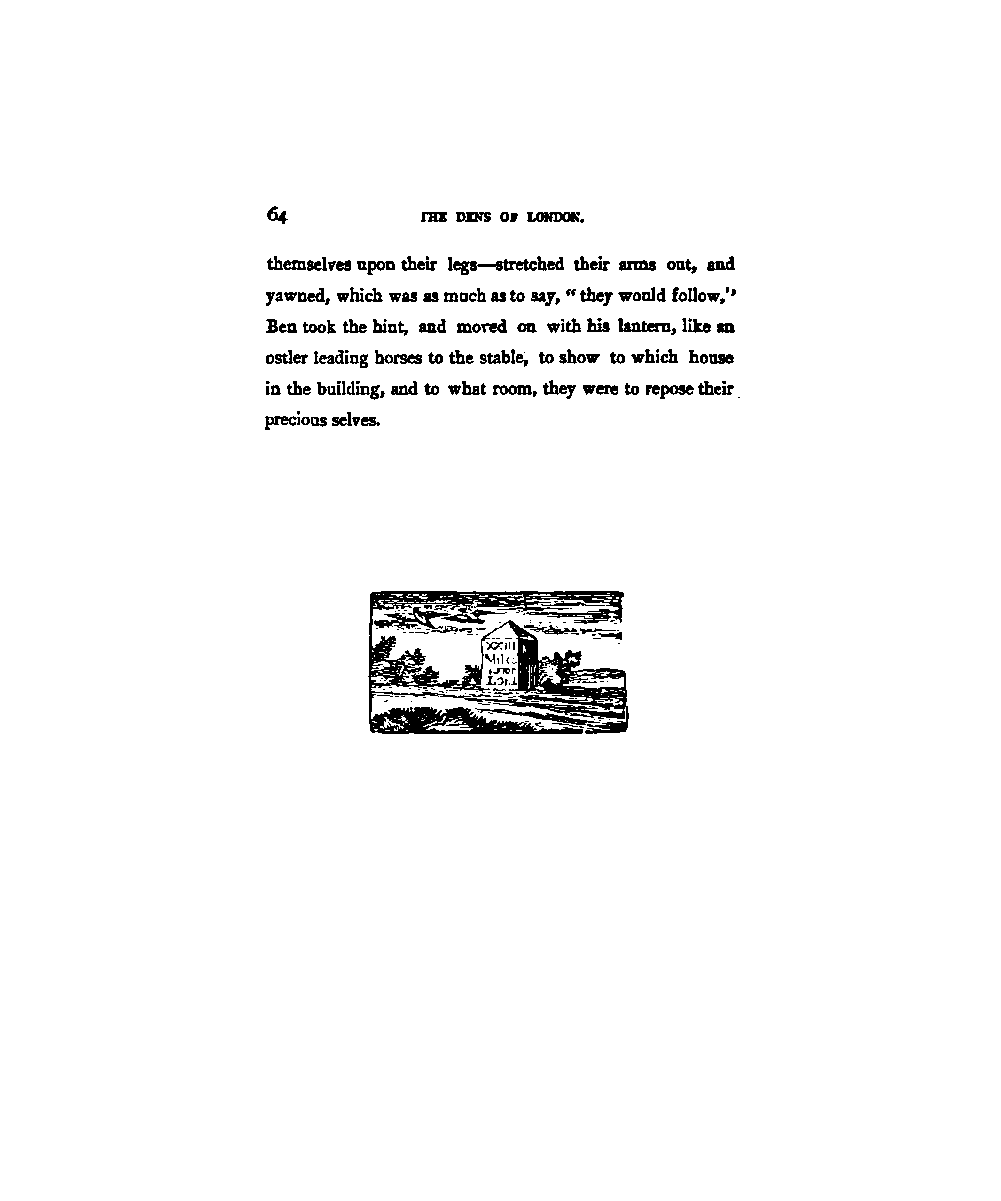 64 THE DENS OF LONDON.
themselves upon their legs—stretched their arms out, and
yawned, which was as much as to say, “ they would follow,'’
Ben took the hint, and moved on with his lantern, like an
ostler leading horses to the stable, to show to which house
in the building, and to what room, they were to repose their
precious selves.
XXIII
Miles
from